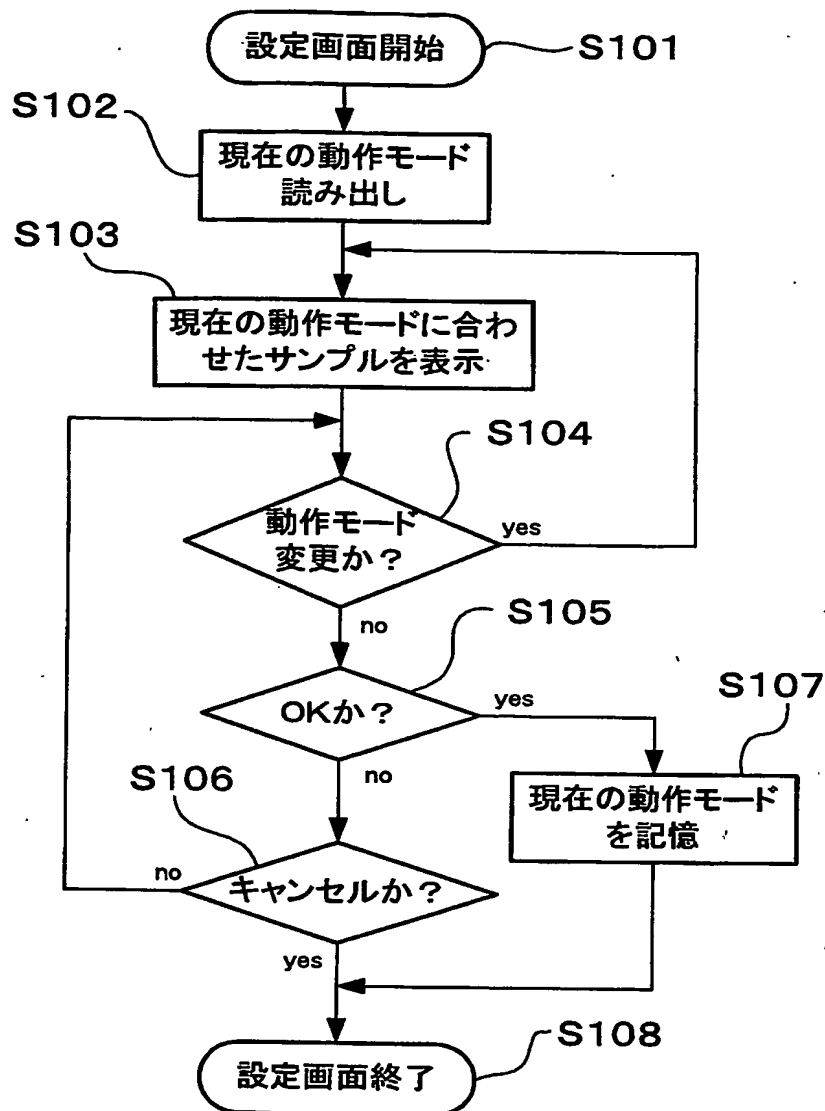 設定画面開始
S101
S102
現在の動作モード
読み出し
S103
現在の動作モードに合わ
せたサンプルを表示
S104
動作モード
変更か?
yes
no
S105
OKか?
yes
no
S107
現在の動作モード
を記憶
S106
キャンセルか?
no
yes
S108
設定画面終了